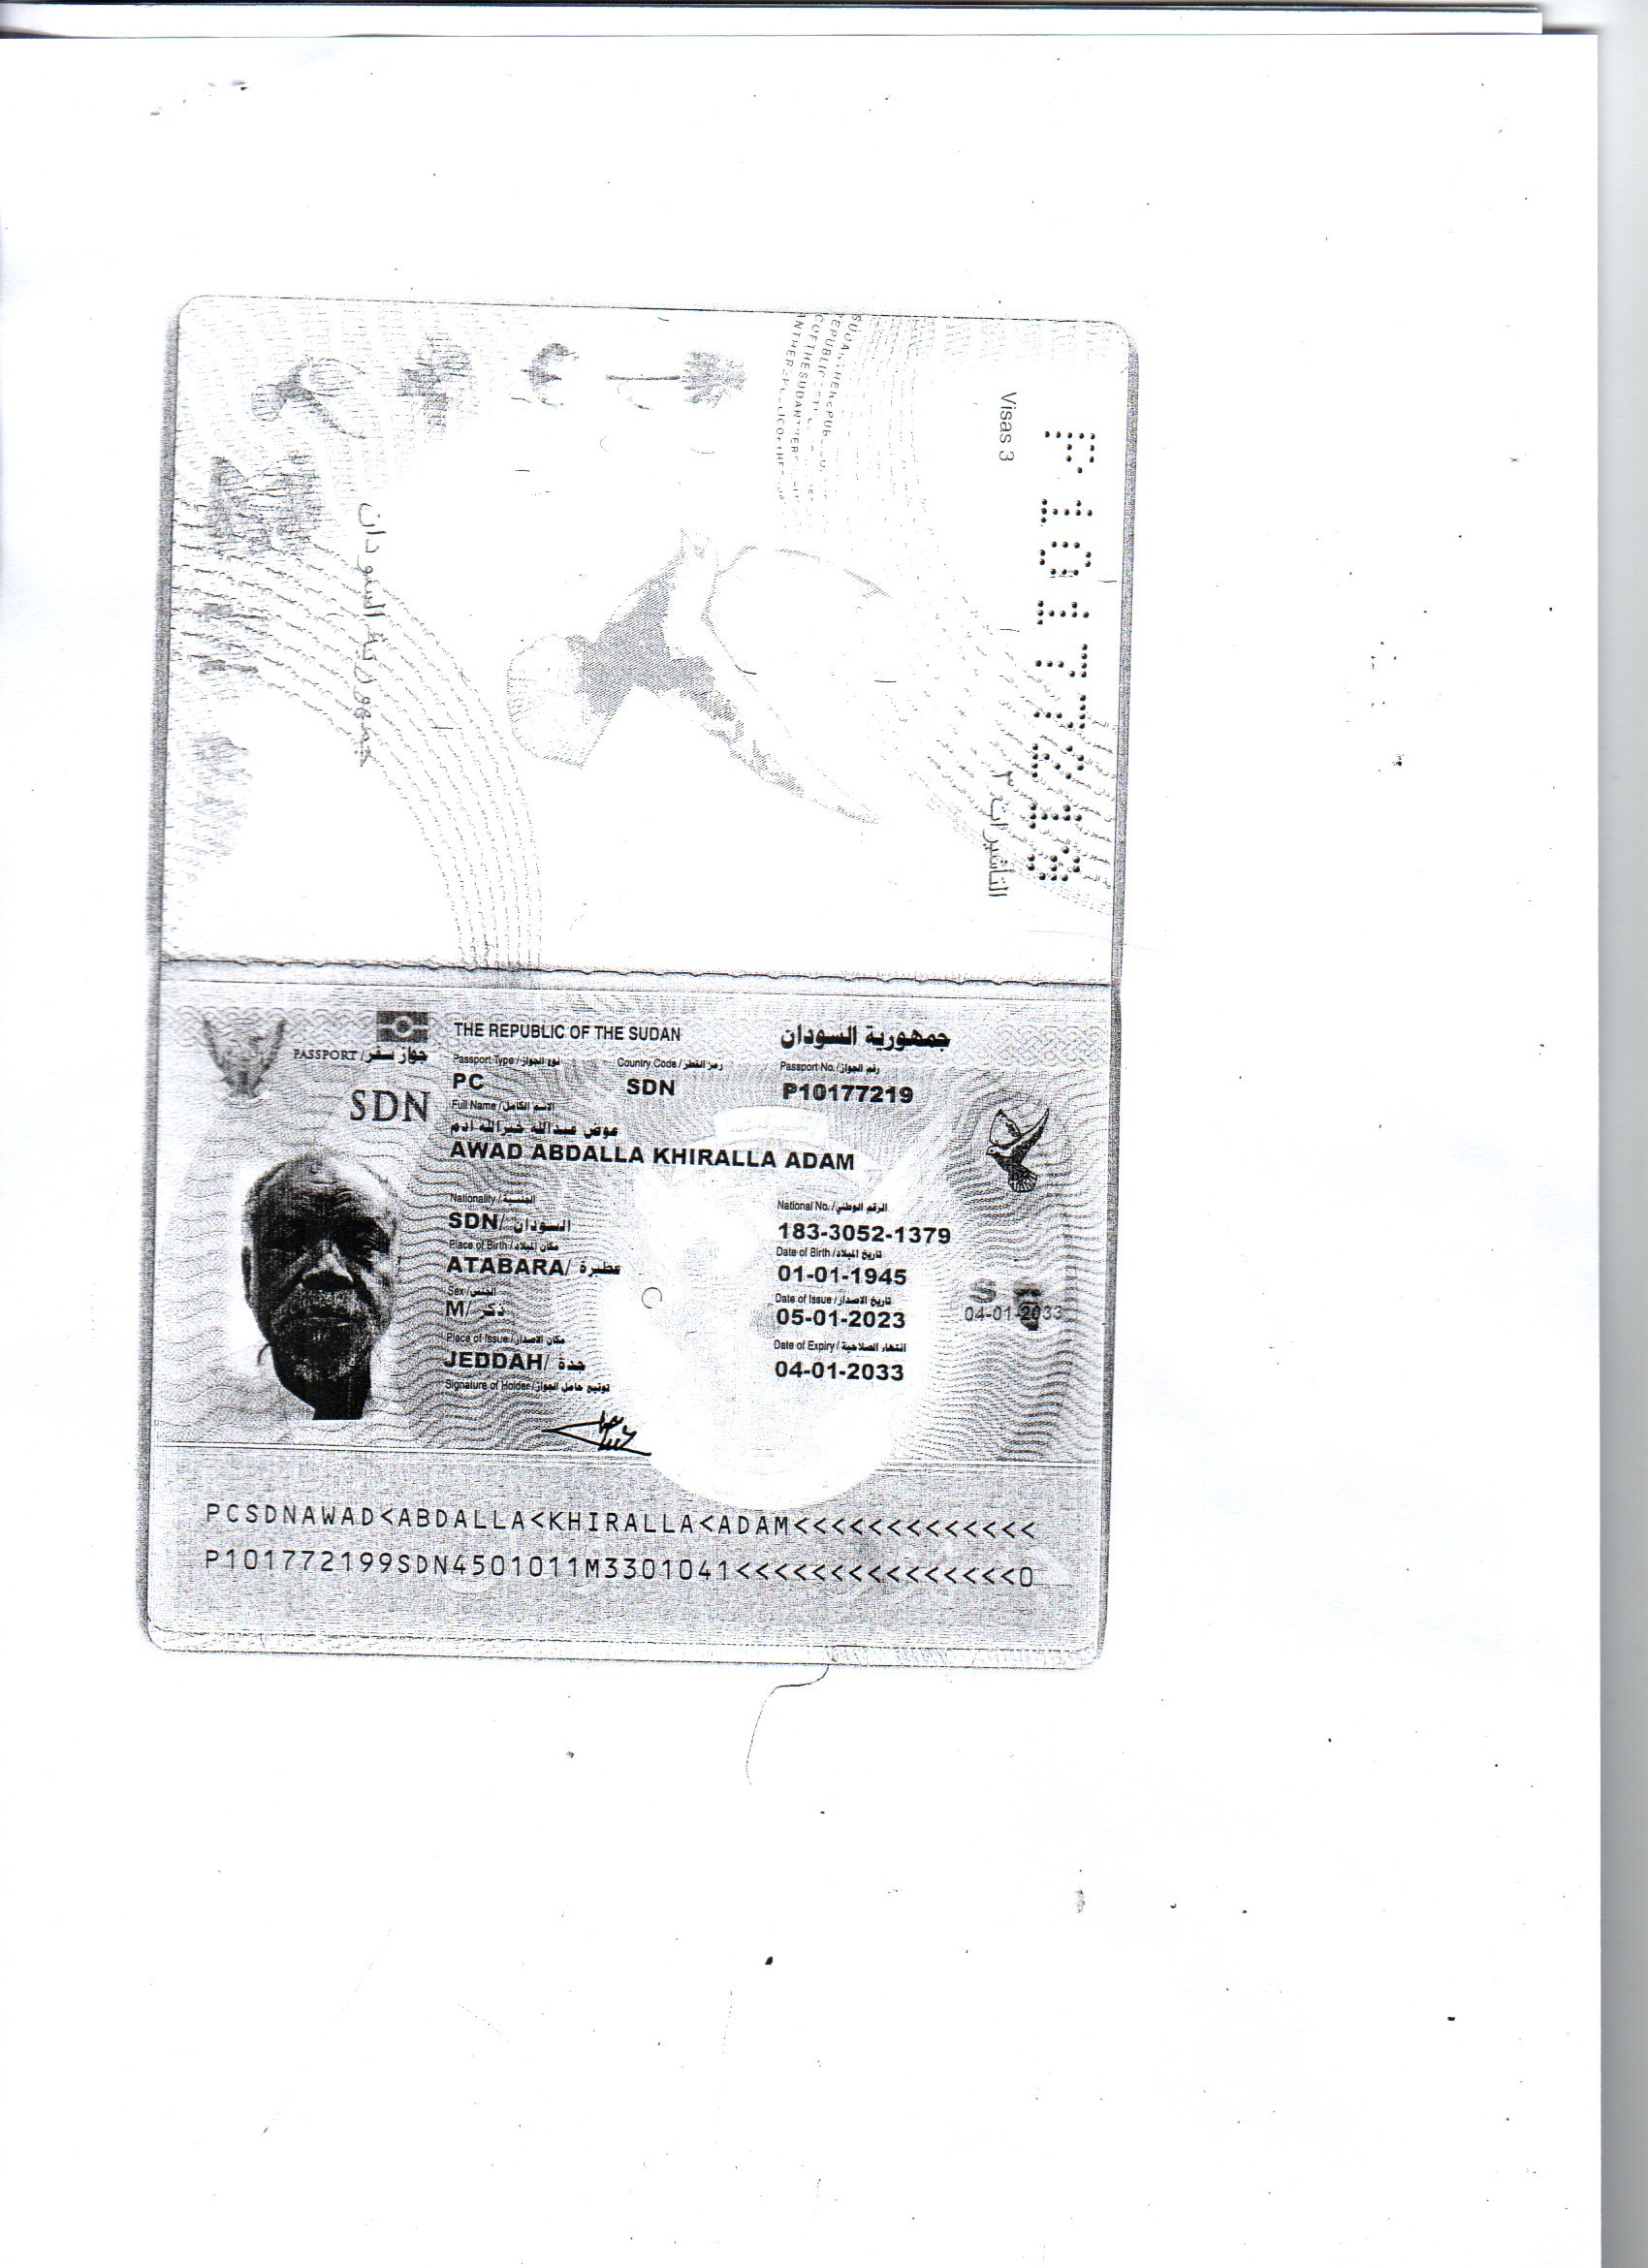 Visas 3
التأشيرات ٣
جمهورية السودان
THE REPUBLIC OF THE SUDAN
جمهورية السودان
PASSPORT / جواز سفر
SDN
Passport Type / نوع الجواز
Country Code / رمز القطر
Passport No. / رقم الجواز
PC
SDN
P10177219
Full Name / الاسم الكامل
عوض عبدالله خيرالله ادم
AWAD ABDALLA KHIRALLA ADAM
Nationality / الجنسية
National No. / الرقم الوطني
SDN/ السودان
183-3052-1379
Place of Birth / مكان الميلاد
Date of Birth / تاريخ الميلاد
ATABARA/ عطبرة
01-01-1945
Sex / الجنس
Date of Issue / تاريخ الاصدار
M/ ذكر
05-01-2023
04-01-2033
Place of Issue / مكان الاصدار
Date of Expiry / انتهاء الصلاحية
JEDDAH/ جدة
04-01-2033
Signature of Holder / توقيع حامل الجواز
PCSDNAWAD<ABDALLA<KHIRALLA<ADAM<<<<<<<<<<<<<
P101772199SDN4501011M3301041<<<<<<<<<<<<<<<0